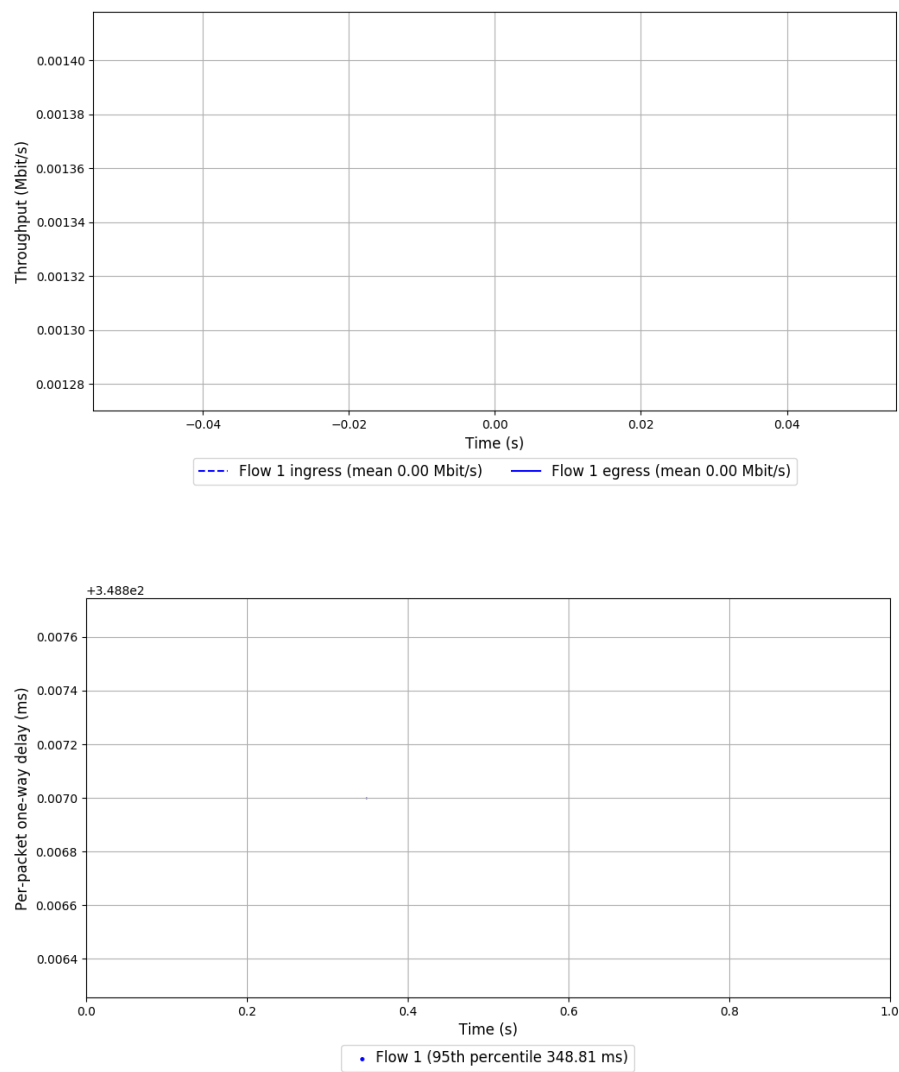 0.00140
0.00138
0.00136
0.00134
0.00132
0.00130
0.00128
Throughput (Mbit/s)
−0.04 −0.02 0.00 0.02 0.04
Time (s)
Flow 1 ingress (mean 0.00 Mbit/s) Flow 1 egress (mean 0.00 Mbit/s)
+3.488e2
0.0076
0.0074
0.0072
0.0070
0.0068
0.0066
0.0064
Per-packet one-way delay (ms)
0.0 0.2 0.4 0.6 0.8 1.0
Time (s)
Flow 1 (95th percentile 348.81 ms)